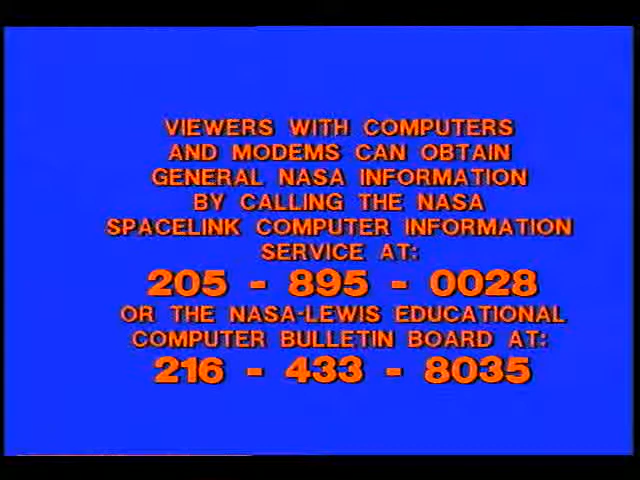 VIEWERS WITH COMPUTERS
AND MODEMS CAN OBTAIN
GENERAL NASA INFORMATION
BY CALLING THE NASA
SPACELINK COMPUTER INFORMATION
SERVICE AT:
205 - 895 - 0028
OR THE NASA-LEWIS EDUCATIONAL
COMPUTER BULLETIN BOARD AT:
216 - 433 - 8035